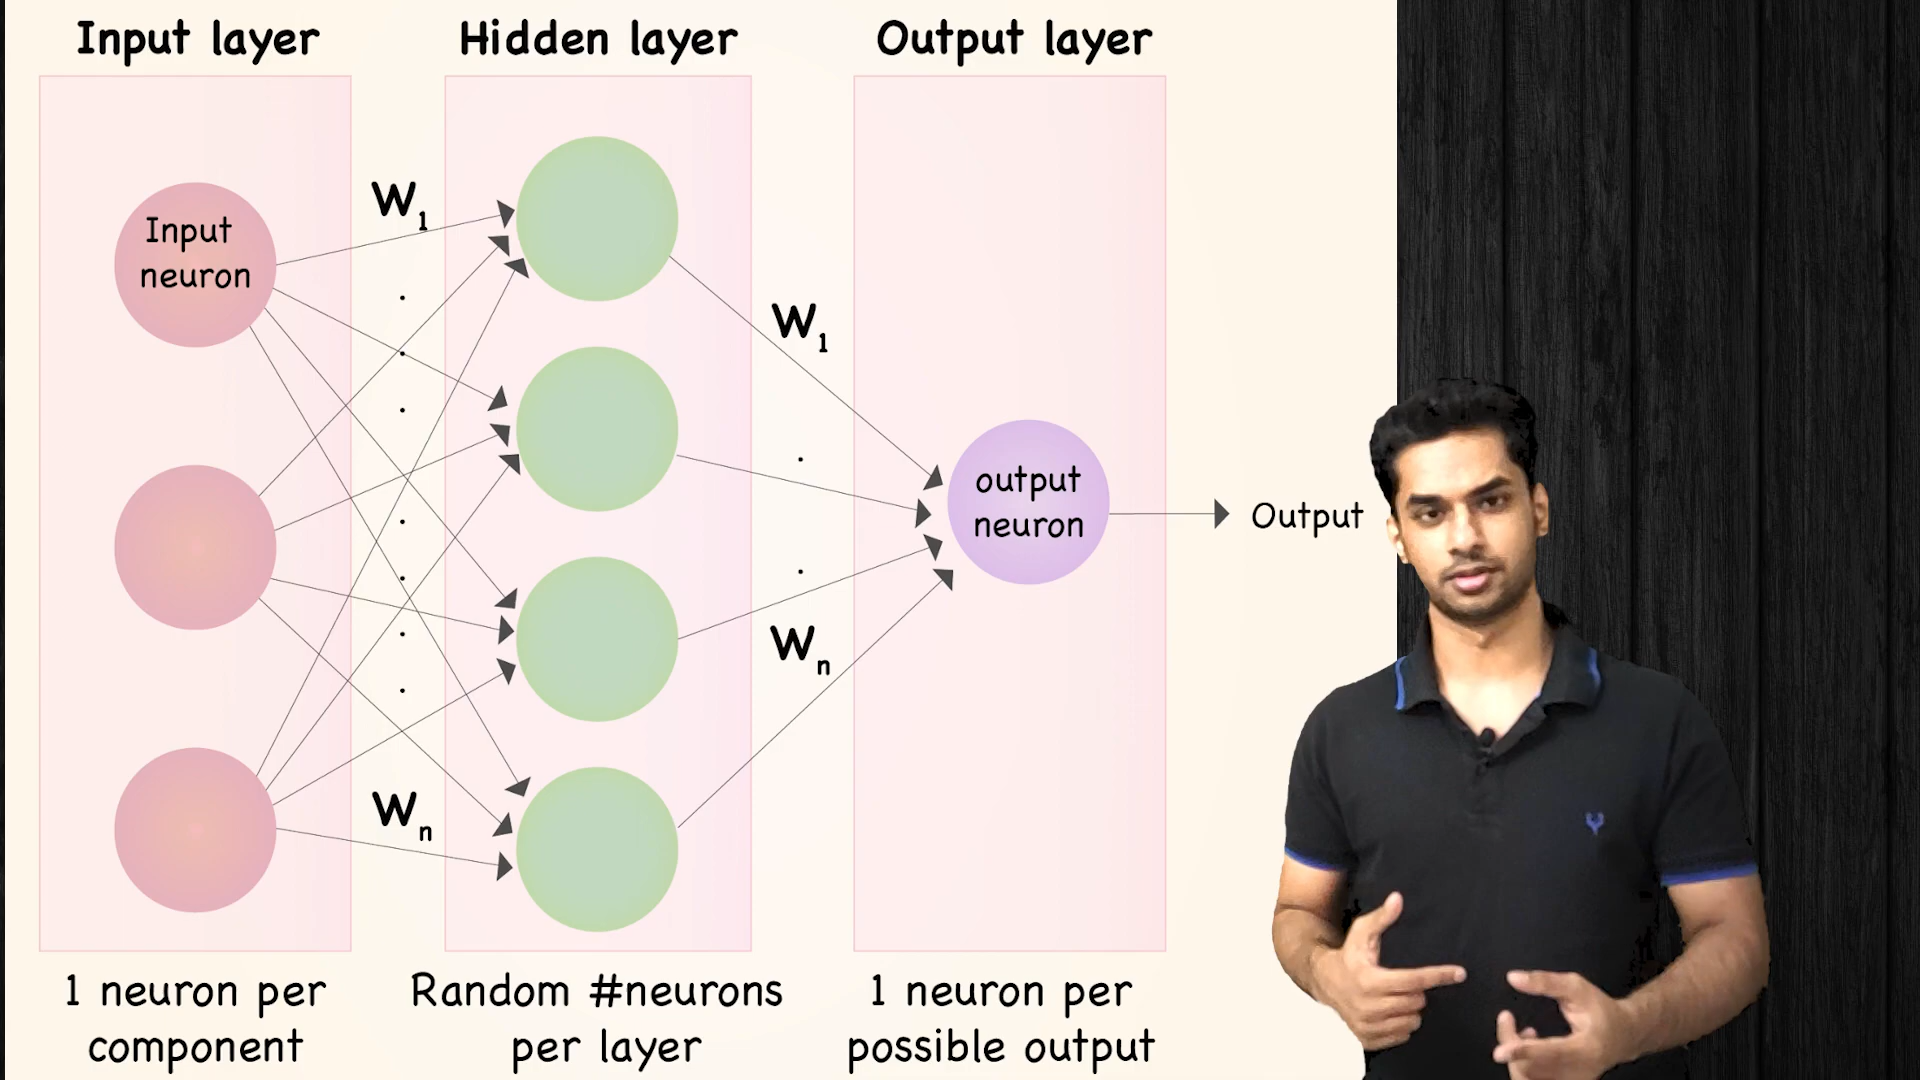 Input layer
Hidden layer
Output layer
Input
neuron
W1
Wn
W1
Wn
output
neuron
Output
1 neuron per
component
Random #neurons
per layer
1 neuron per
possible output